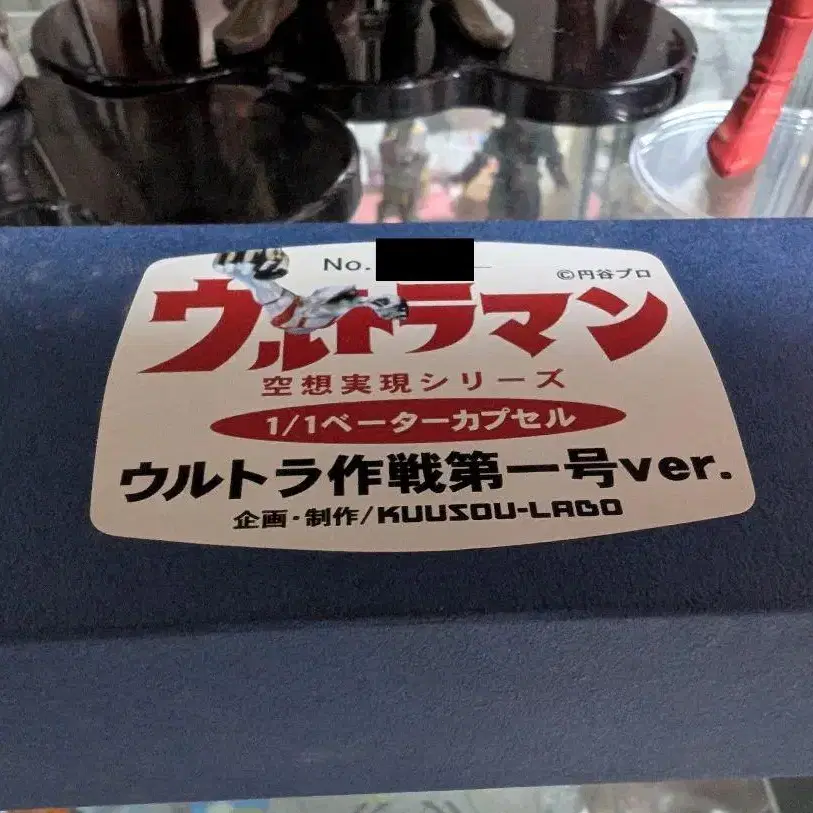 No.
©円谷プロ
ウルトラマン
空想実現シリーズ
1/1ベーターカプセル
ウルトラ作戦第一号ver.
企画・制作/KUUSOU-LABO